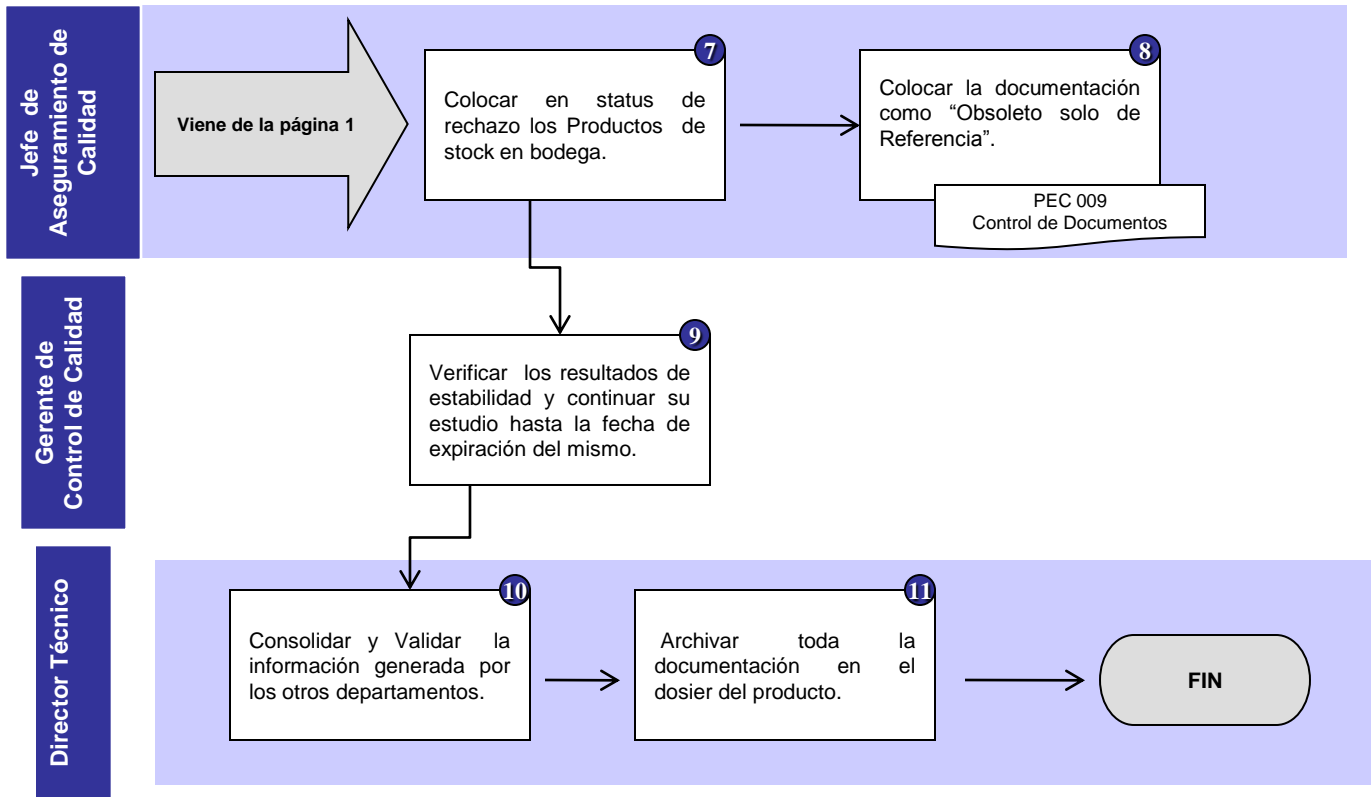 Jefe de
Aseguramiento de
Calidad
Viene de la página 1
7
Colocar en status de
rechazo los Productos de
stock en bodega.
8
Colocar la documentación
como “Obsoleto solo de
Referencia”.
PEC 009
Control de Documentos
Gerente de
Control de Calidad
9
Verificar los resultados de
estabilidad y continuar su
estudio hasta la fecha de
expiración del mismo.
Director Técnico
10
Consolidar y Validar la
información generada por
los otros departamentos.
11
Archivar toda la
documentación en el
dosier del producto.
FIN